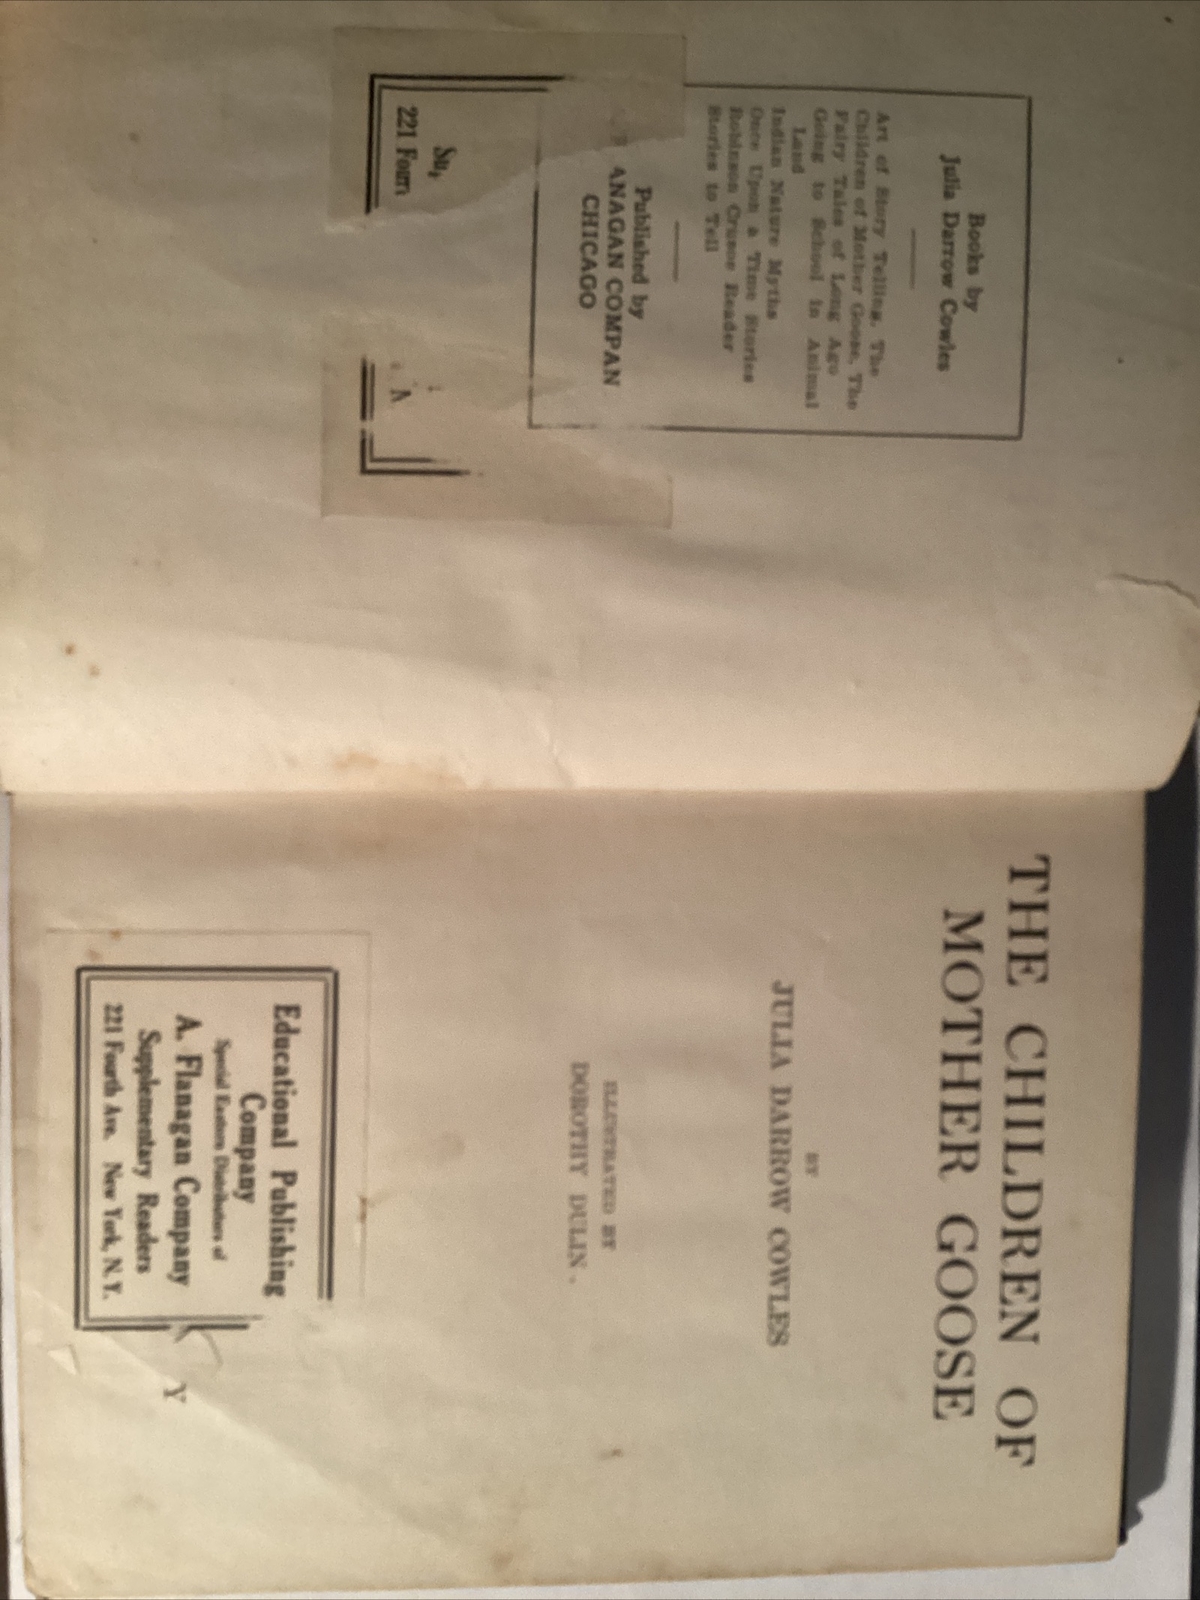 Books by
Julia Darrow Cowles
Art of Story Telling, The
Children of Mother Goose, The
Fairy Tales of Long Ago
Going to School in Animal
Land
Indian Nature Myths
Once Upon a Time Stories
Robinson Crusoe Reader
Stories to Tell
Published by
ANAGAN COMPAN
CHICAGO
Su
221 Four
A
THE CHILDREN OF
MOTHER GOOSE
BY
JULIA DARROW COWLES
ILLUSTRATED BY
DOROTHY DULIN.
Educational Publishing
Company
Special Eastern Distributors of
A. Flanagan Company
Supplementary Readers
221 Fourth Ave. New York, N.Y.
Y